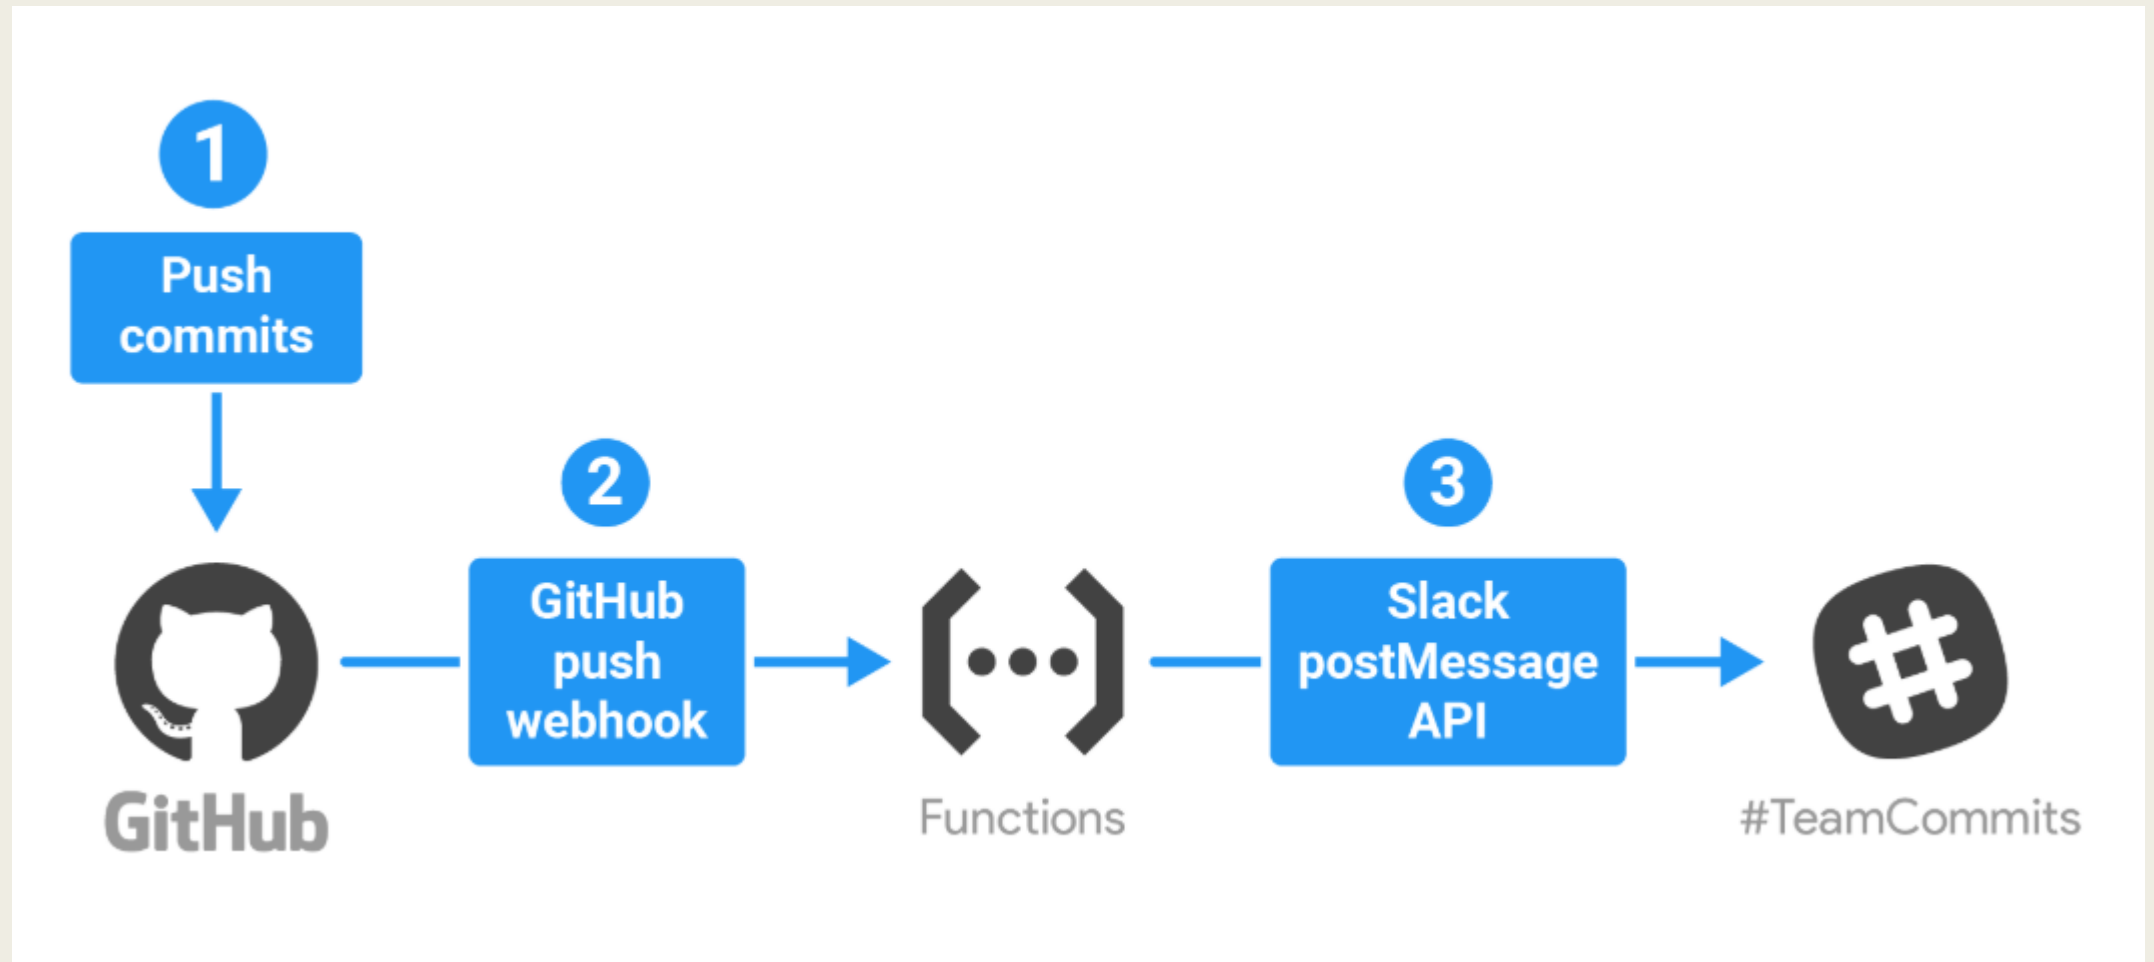 1
Push
commits
2
GitHub
push
webhook
3
Slack
postMessage
API
GitHub
Functions
#TeamCommits